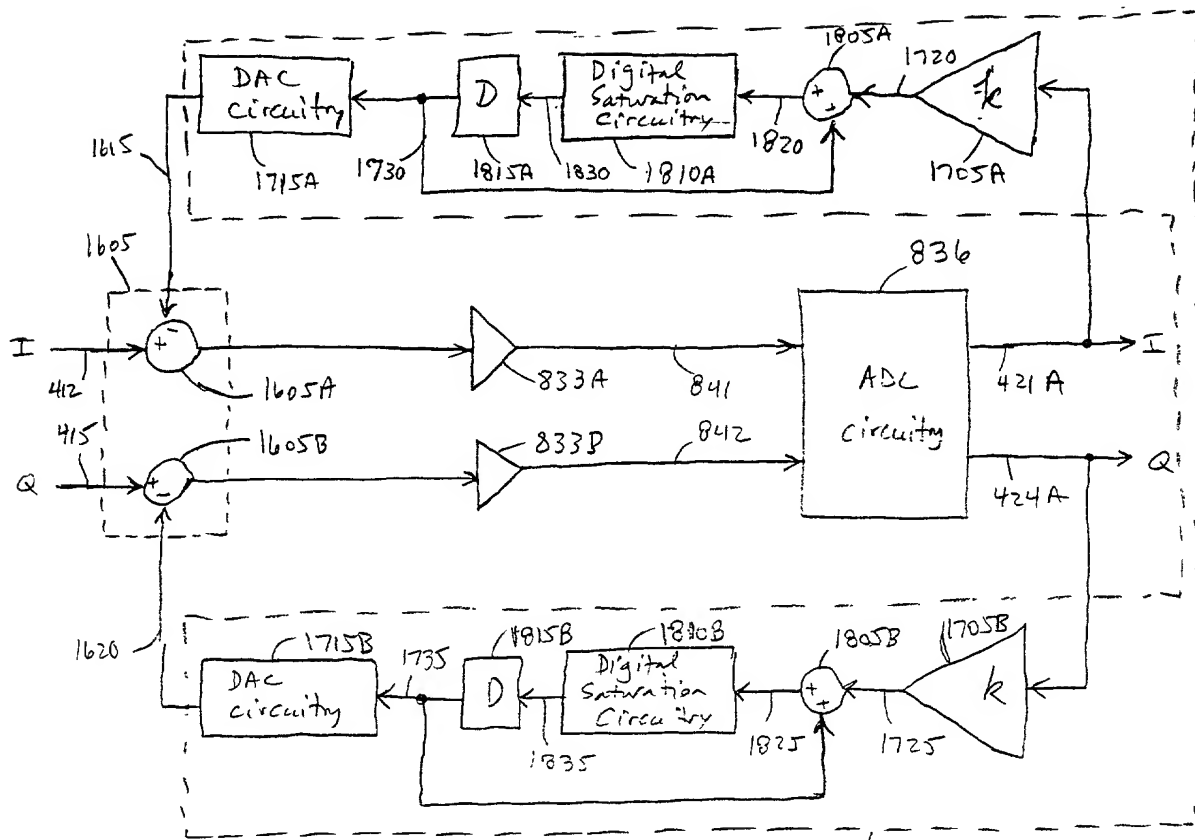 1805A
1720
DAC
circuitry
D
Digital
Saturation
Circuitry
+
+
k
1615
1715A
1730
1815A
1830
1810A
1820
1705A
1605
836
I
+
-
I
412
1605A
833A
841
ADC
circuitry
421A
415
1605B
833B
842
Q
+
-
Q
424A
1620
1715B
1735
1815B
1810B
1805B
1705B
DAC
circuitry
D
Digital
Saturation
Circuitry
+
+
k
1835
1825
1725